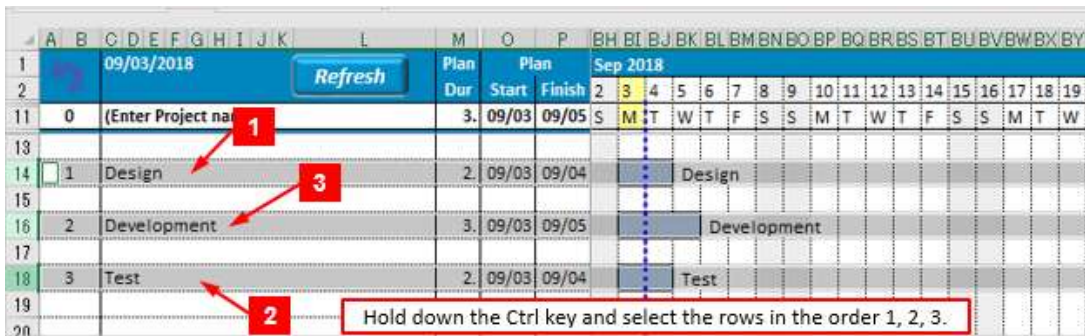 A B C D E F G H I J K L M O P BH BI BJ BK BL BM BN BO BP BQ BR BS BT BU BV BW BX BY
1 09/03/2018 Refresh Plan Plan Sep 2018
2 Dur Start Finish 2 3 4 5 6 7 8 9 10 11 12 13 14 15 16 17 18 19
11 0 (Enter Project na 3. 09/03 09/05 S M T W T F S S M T W T F S S M T W
1
13
14 1 Design 2. 09/03 09/04 Design
3
15
16 2 Development 3. 09/03 09/05 Development
17
18 3 Test 2. 09/03 09/04 Test
19
2
Hold down the Ctrl key and select the rows in the order 1, 2, 3.
20